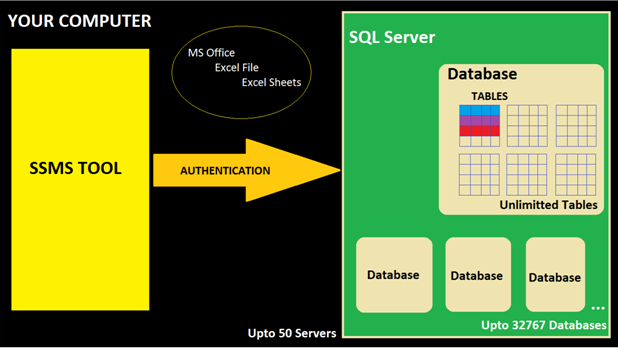 YOUR COMPUTER
SSMS TOOL
MS Office
Excel File
Excel Sheets
AUTHENTICATION
Upto 50 Servers
SQL Server
Database
TABLES
Unlimitted Tables
Database
Database
Database
...
Upto 32767 Databases